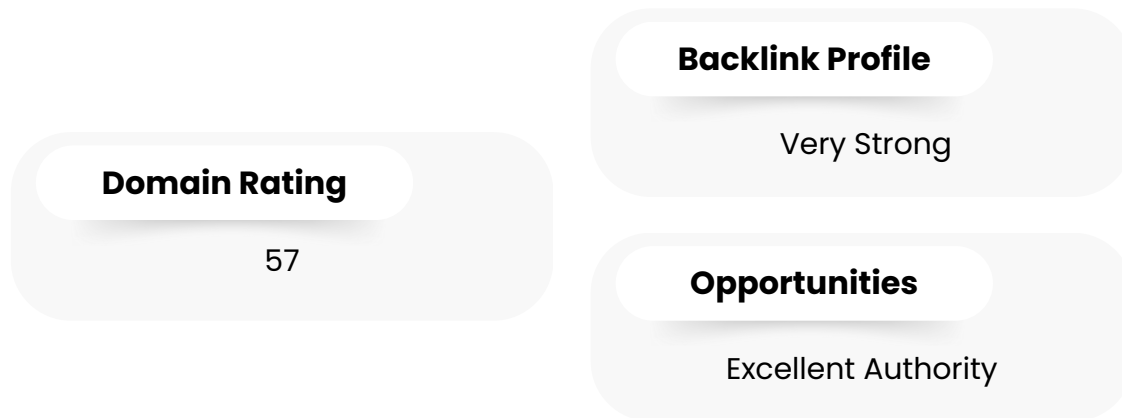 Domain Rating
57
Backlink Profile
Very Strong
Opportunities
Excellent Authority